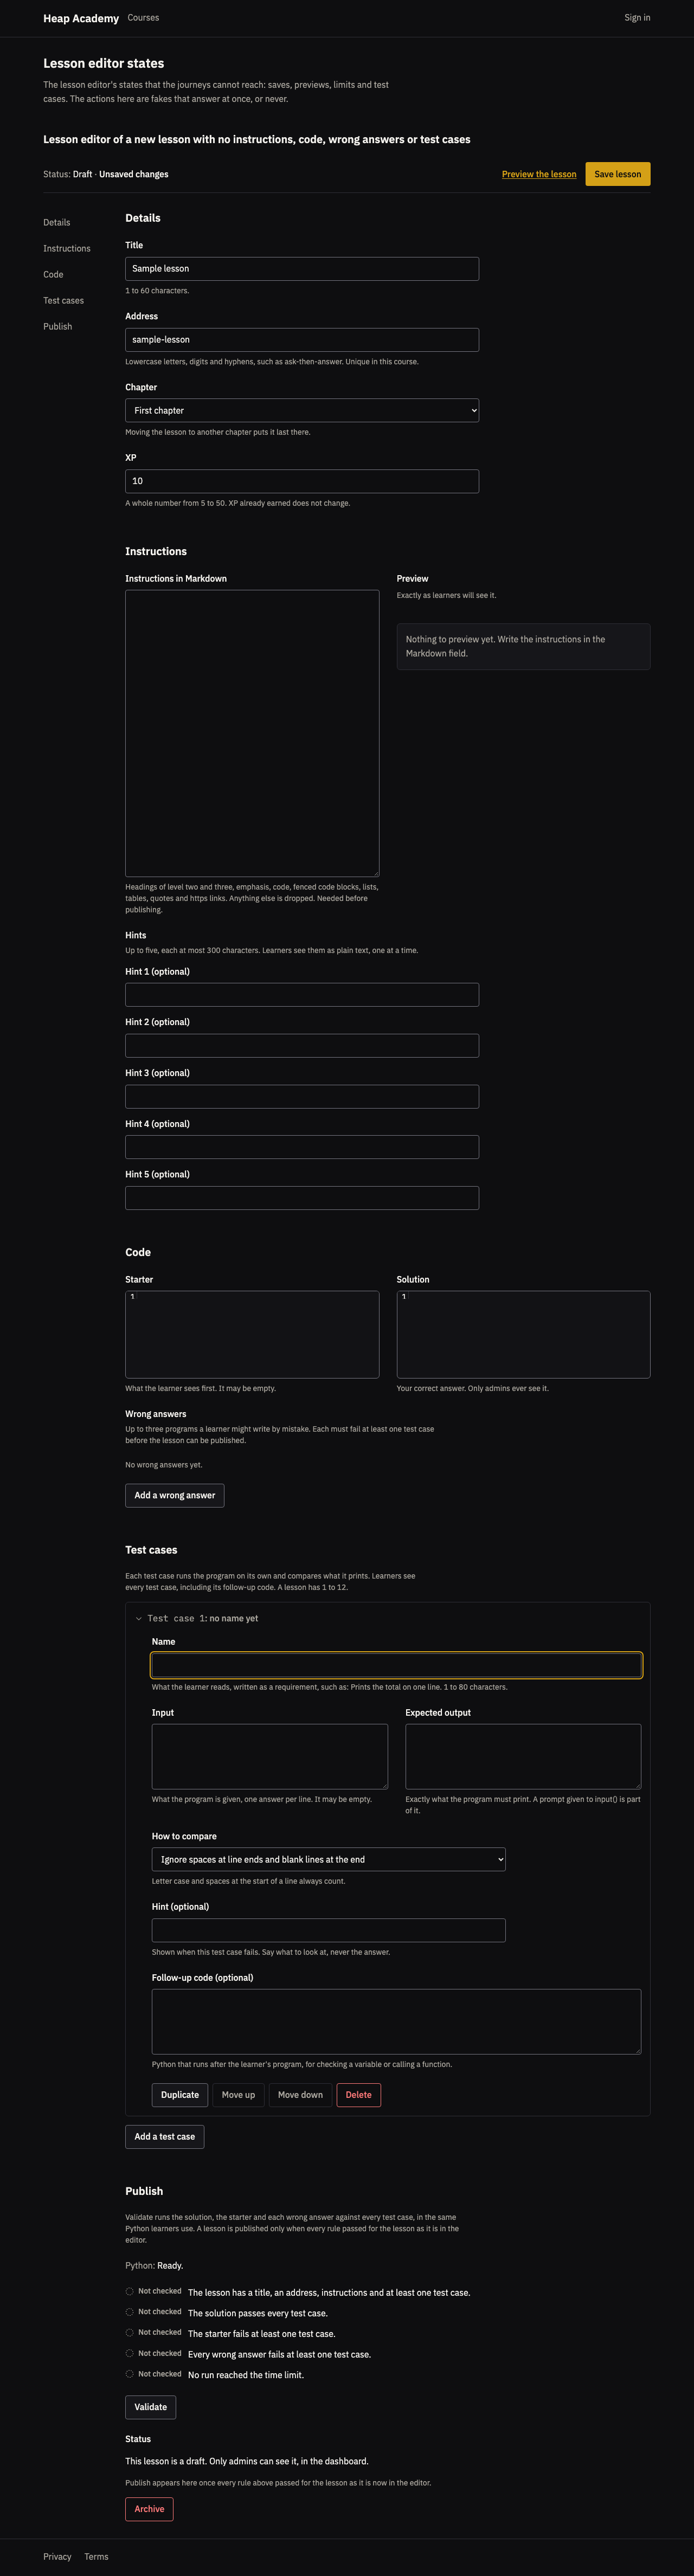 Heap Academy Courses Sign in
Lesson editor states
The lesson editor's states that the journeys cannot reach: saves, previews, limits and test
cases. The actions here are fakes that answer at once, or never.
Lesson editor of a new lesson with no instructions, code, wrong answers or test cases
Status: Draft · Unsaved changes Preview the lesson Save lesson
Details
Instructions
Code
Test cases
Publish
Details
Title
Sample lesson
1 to 60 characters.
Address
sample-lesson
Lowercase letters, digits and hyphens, such as ask-then-answer. Unique in this course.
Chapter
First chapter
Moving the lesson to another chapter puts it last there.
XP
10
A whole number from 5 to 50. XP already earned does not change.
Instructions
Instructions in Markdown
Headings of level two and three, emphasis, code, fenced code blocks, lists,
tables, quotes and https links. Anything else is dropped. Needed before
publishing.
Preview
Exactly as learners will see it.
Nothing to preview yet. Write the instructions in the
Markdown field.
Hints
Up to five, each at most 300 characters. Learners see them as plain text, one at a time.
Hint 1 (optional)
Hint 2 (optional)
Hint 3 (optional)
Hint 4 (optional)
Hint 5 (optional)
Code
Starter
1
What the learner sees first. It may be empty.
Solution
1
Your correct answer. Only admins ever see it.
Wrong answers
Up to three programs a learner might write by mistake. Each must fail at least one test case
before the lesson can be published.
No wrong answers yet.
Add a wrong answer
Test cases
Each test case runs the program on its own and compares what it prints. Learners see
every test case, including its follow-up code. A lesson has 1 to 12.
Test case 1: no name yet
Name
What the learner reads, written as a requirement, such as: Prints the total on one line. 1 to 80 characters.
Input
What the program is given, one answer per line. It may be empty.
Expected output
Exactly what the program must print. A prompt given to input() is part
of it.
How to compare
Ignore spaces at line ends and blank lines at the end
Letter case and spaces at the start of a line always count.
Hint (optional)
Shown when this test case fails. Say what to look at, never the answer.
Follow-up code (optional)
Python that runs after the learner's program, for checking a variable or calling a function.
Duplicate Move up Move down Delete
Add a test case
Publish
Validate runs the solution, the starter and each wrong answer against every test case, in the same
Python learners use. A lesson is published only when every rule passed for the lesson as it is in the
editor.
Python: Ready.
Not checked The lesson has a title, an address, instructions and at least one test case.
Not checked The solution passes every test case.
Not checked The starter fails at least one test case.
Not checked Every wrong answer fails at least one test case.
Not checked No run reached the time limit.
Validate
Status
This lesson is a draft. Only admins can see it, in the dashboard.
Publish appears here once every rule above passed for the lesson as it is now in the editor.
Archive
Privacy Terms